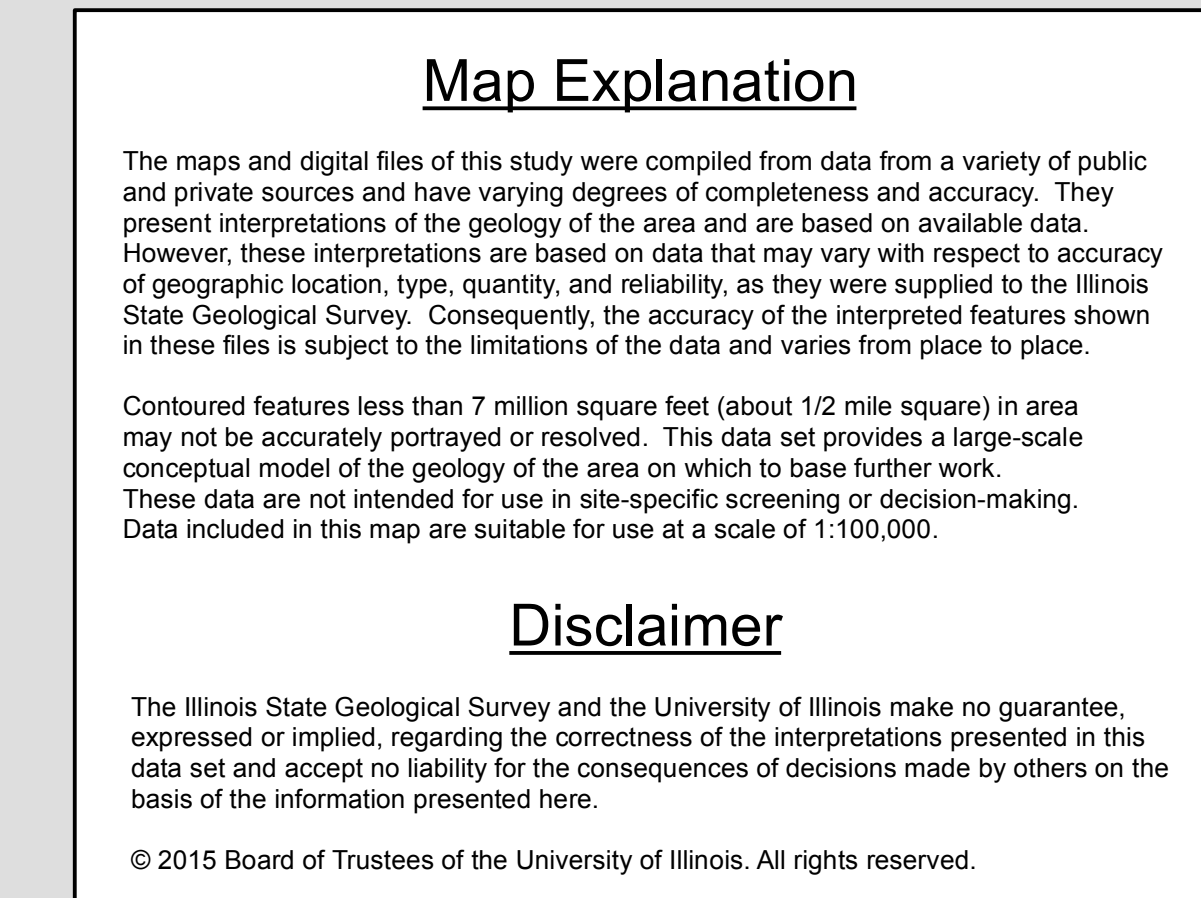 Map Explanation
The maps and digital files of this study were compiled from data from a variety of public
and private sources and have varying degrees of completeness and accuracy.  They
present interpretations of the geology of the area and are based on available data.
However, these interpretations are based on data that may vary with respect to accuracy
of geographic location, type, quantity, and reliability, as they were supplied to the Illinois
State Geological Survey.  Consequently, the accuracy of the interpreted features shown
in these files is subject to the limitations of the data and varies from place to place.
Contoured features less than 7 million square feet (about 1/2 mile square) in area
may not be accurately portrayed or resolved.  This data set provides a large-scale
conceptual model of the geology of the area on which to base further work.
These data are not intended for use in site-specific screening or decision-making.
Data included in this map are suitable for use at a scale of 1:100,000.
Disclaimer
The Illinois State Geological Survey and the University of Illinois make no guarantee,
expressed or implied, regarding the correctness of the interpretations presented in this
data set and accept no liability for the consequences of decisions made by others on the
basis of the information presented here.
© 2015 Board of Trustees of the University of Illinois. All rights reserved.